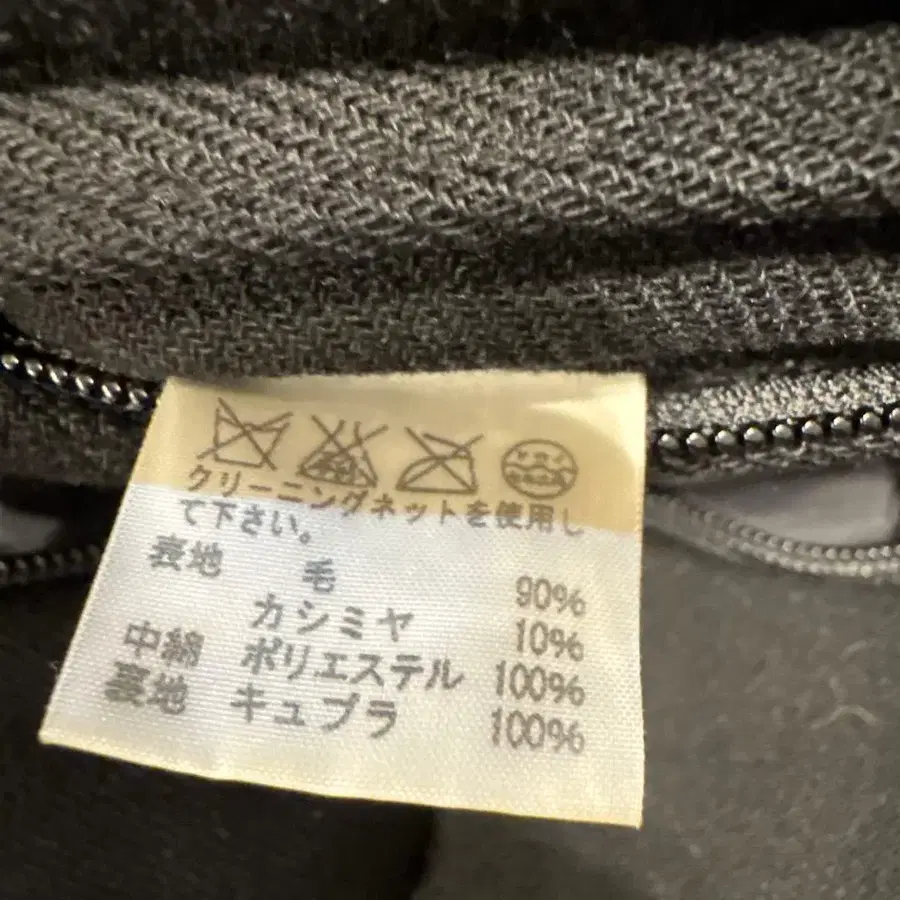 クリーニングネットを使用し
て下さい。
表地 毛 90%
カシミヤ 10%
中綿 ポリエステル 100%
裏地 キュプラ 100%